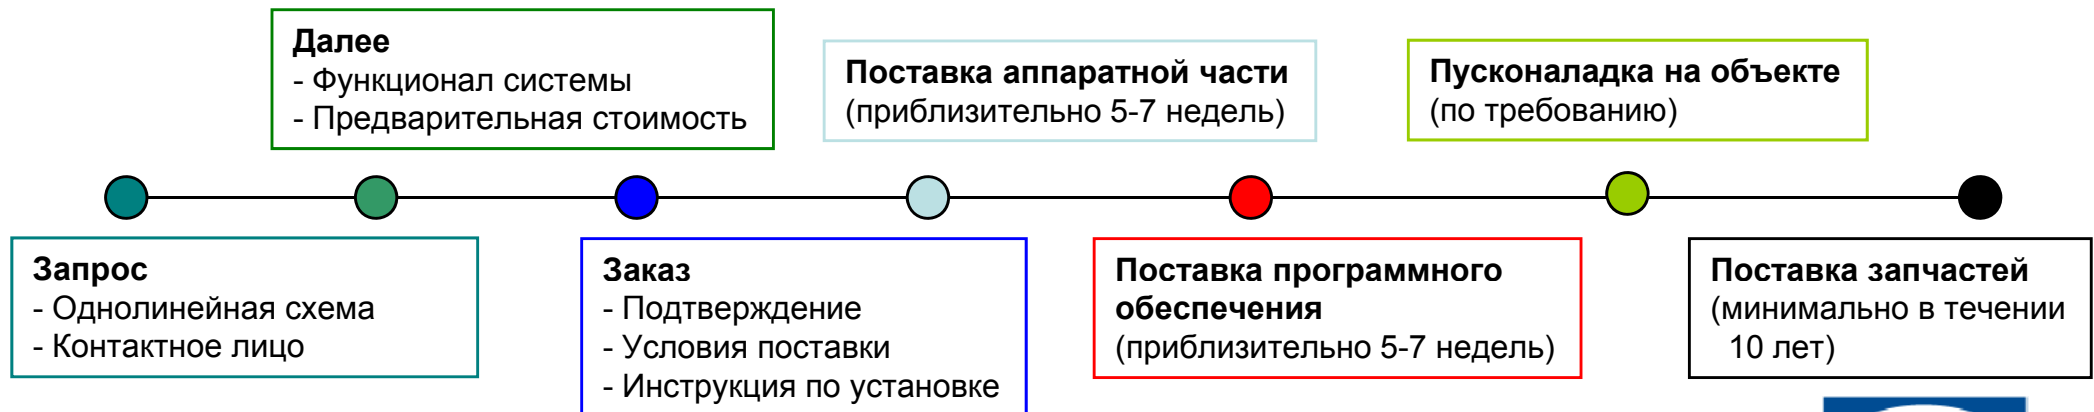 Далее
- Функционал системы
- Предварительная стоимость
Поставка аппаратной части
(приблизительно 5-7 недель)
Пусконаладка на объекте
(по требованию)
Запрос
- Однолинейная схема
- Контактное лицо
Заказ
- Подтверждение
- Условия поставки
- Инструкция по установке
Поставка программного
обеспечения
(приблизительно 5-7 недель)
Поставка запчастей
(минимально в течении
10 лет)